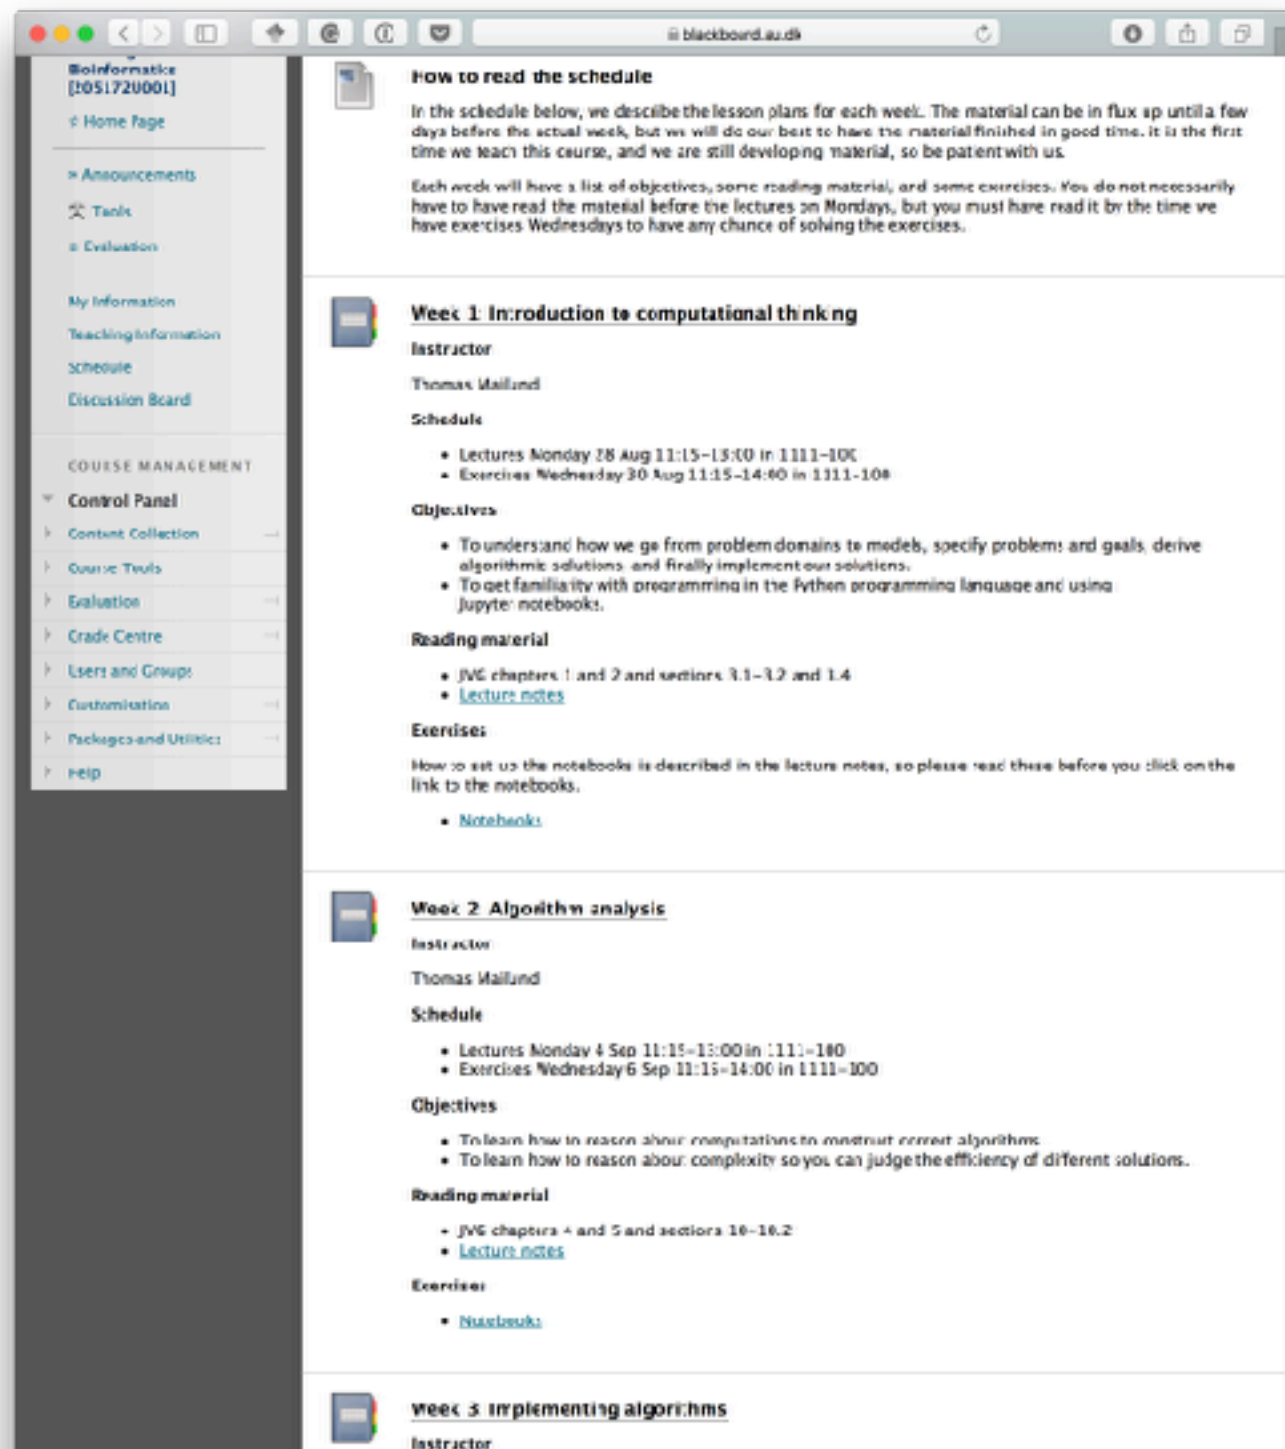 blackboard.au.dk
Bioinformatics
[205172U001]
Home Page
Announcements
Tools
Evaluation
My Information
Teaching Information
Schedule
Discussion Board
COURSE MANAGEMENT
Control Panel
Content Collection
Course Tools
Evaluation
Grade Centre
Users and Groups
Customisation
Packages and Utilities
Help
How to read the schedule
In the schedule below, we describe the lesson plans for each week. The material can be in flux up until a few
days before the actual week, but we will do our best to have the material finished in good time. It is the first
time we teach this course, and we are still developing material, so be patient with us.
Each week will have a list of objectives, some reading material, and some exercises. You do not necessarily
have to have read the material before the lectures on Mondays, but you must have read it by the time we
have exercises Wednesdays to have any chance of solving the exercises.
Week 1: Introduction to computational thinking
Instructor
Thomas Mailund
Schedule
• Lectures Monday 28 Aug 11:15–13:00 in 1111–100
• Exercises Wednesday 30 Aug 11:15–14:00 in 1111–100
Objectives
• To understand how we go from problem domains to models, specify problems and goals, derive
algorithmic solutions, and finally implement our solutions.
• To get familiarity with programming in the Python programming language and using
Jupyter notebooks.
Reading material
• JVG chapters 1 and 2 and sections 3.1–3.2 and 3.4
• Lecture notes
Exercises
How to set up the notebooks is described in the lecture notes, so please read these before you click on the
link to the notebooks.
• Notebooks
Week 2: Algorithm analysis
Instructor
Thomas Mailund
Schedule
• Lectures Monday 4 Sep 11:15–13:00 in 1111–100
• Exercises Wednesday 6 Sep 11:15–14:00 in 1111–100
Objectives
• To learn how to reason about computations to construct correct algorithms.
• To learn how to reason about complexity so you can judge the efficiency of different solutions.
Reading material
• JVG chapters 4 and 5 and sections 10–10.2
• Lecture notes
Exercises
• Notebooks
Week 3: Implementing algorithms
Instructor